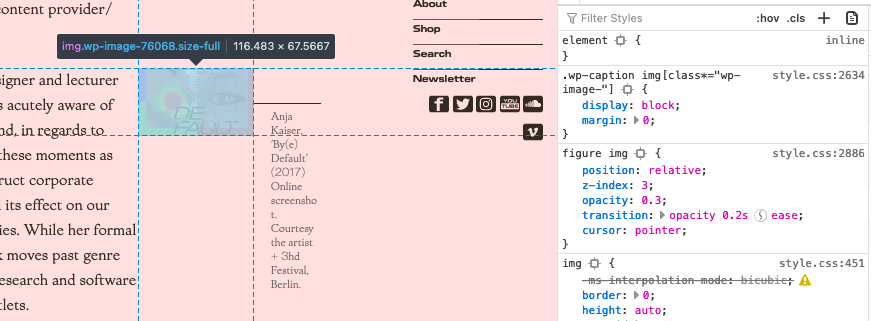 content provider/
signer and lecturer
s acutely aware of
nd, in regards to
these moments as
ruct corporate
l its effect on our
ies. While her formal
k moves past genre
esearch and software
tlets.
img.wp-image-76068.size-full | 116.483 × 67.5667
DE
FAULT
Anja
Kaiser,
'By(e)
Default'
(2017)
Online
screensho
t.
Courtesy
the artist
+ 3hd
Festival,
Berlin.
About
Shop
Search
Newsletter
YOU
TUBE
Filter Styles
:hov .cls +
element { inline
}
.wp-caption img[class*="wp- style.css:2634
image-"] {
display: block;
margin: 0;
}
figure img { style.css:2886
position: relative;
z-index: 3;
opacity: 0.3;
transition: opacity 0.2s ease;
cursor: pointer;
}
img { style.css:451
-ms-interpolation-mode: bicubic;
border: 0;
height: auto;